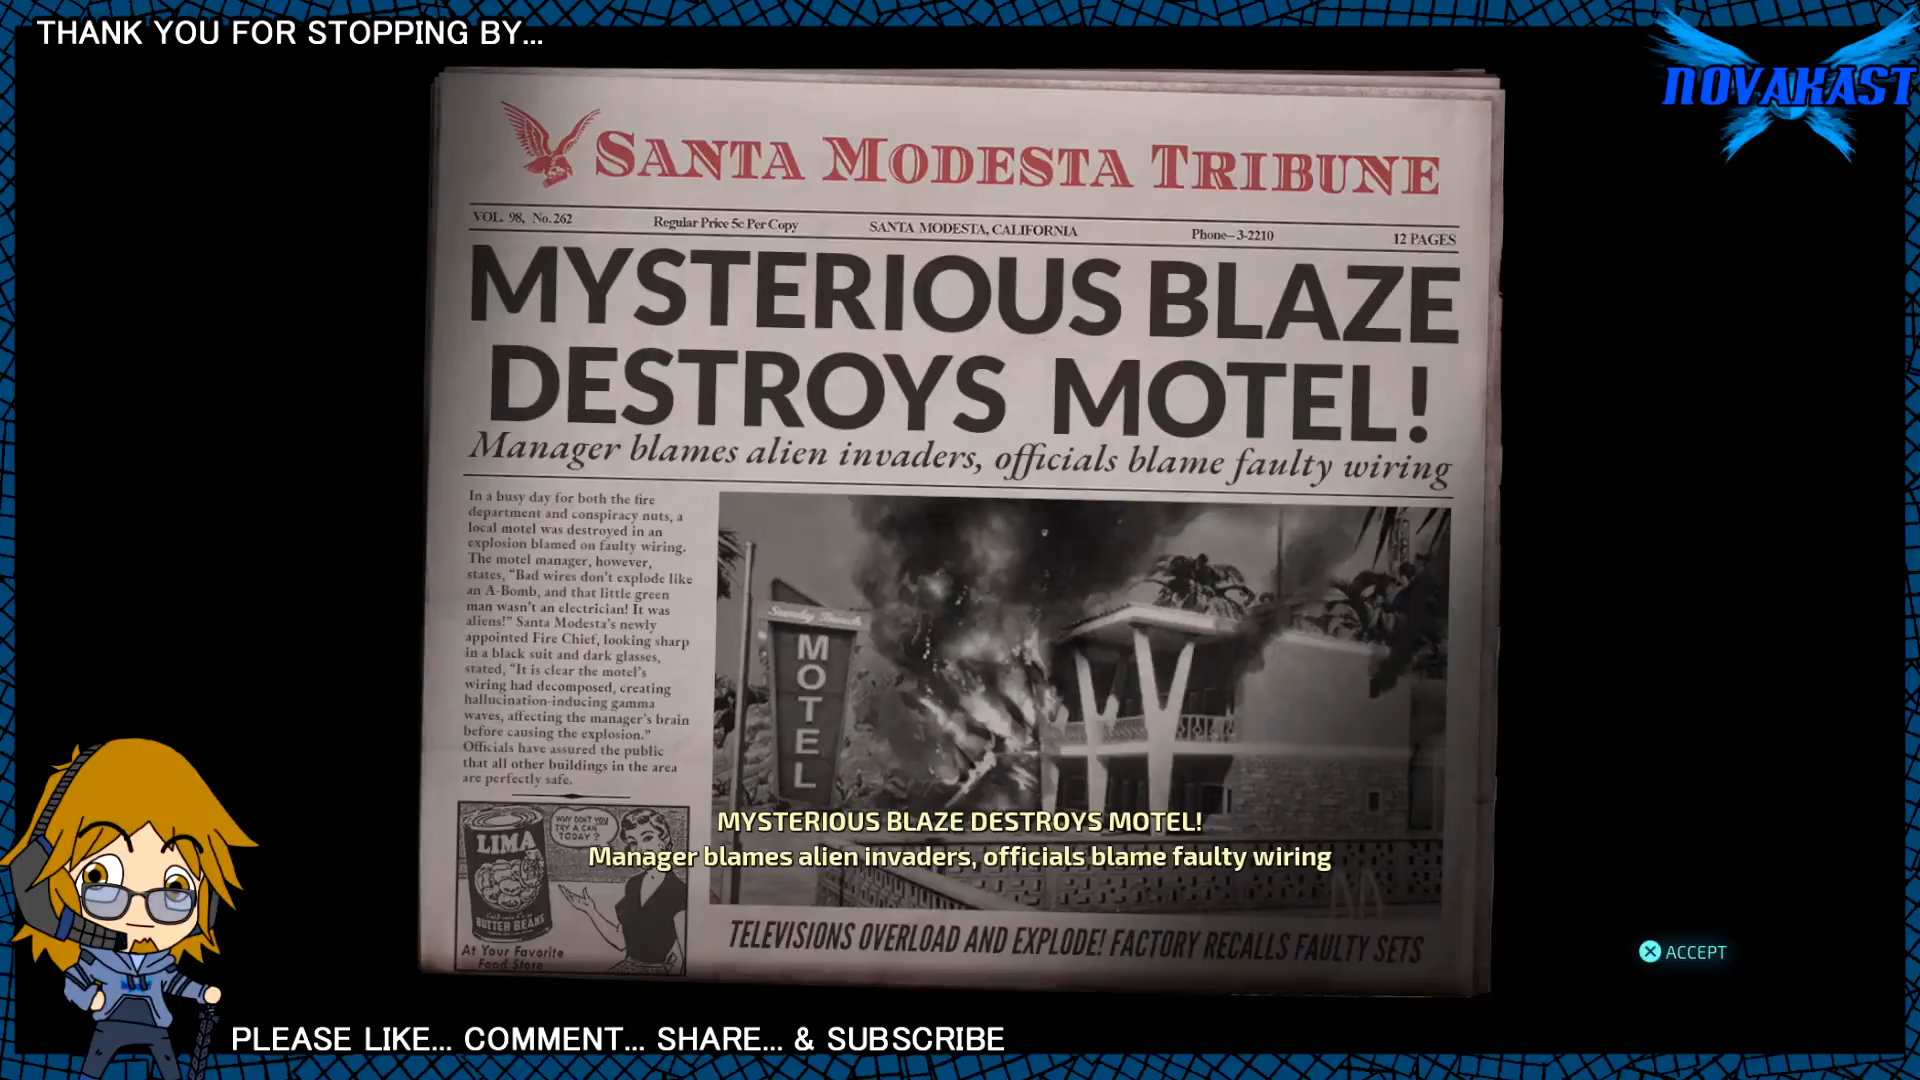 THANK YOU FOR STOPPING BY...
NOVAKAST
SANTA MODESTA TRIBUNE
VOL. 98, No. 262 Regular Price 5c Per Copy SANTA MODESTA, CALIFORNIA Phone–3-2210 12 PAGES
MYSTERIOUS BLAZE
DESTROYS MOTEL!
Manager blames alien invaders, officials blame faulty wiring
In a busy day for both the fire
department and conspiracy nuts, a
local motel was destroyed in an
explosion blamed on faulty wiring.
The motel manager, however,
states, “Bad wires don't explode like
an A-Bomb, and that little green
man wasn't an electrician! It was
aliens!” Santa Modesta's newly
appointed Fire Chief, looking sharp
in a black suit and dark glasses,
stated, “It is clear the motel's
wiring had decomposed, creating
hallucination-inducing gamma
waves, affecting the manager's brain
before causing the explosion.”
Officials have assured the public
that all other buildings in the area
are perfectly safe.
MOTEL
LIMA
BUTTER BEANS
WHY DON'T YOU
TRY A CAN
TODAY?
At Your Favorite
Food Store
MYSTERIOUS BLAZE DESTROYS MOTEL!
Manager blames alien invaders, officials blame faulty wiring
TELEVISIONS OVERLOAD AND EXPLODE! FACTORY RECALLS FAULTY SETS
ACCEPT
PLEASE LIKE... COMMENT... SHARE... & SUBSCRIBE